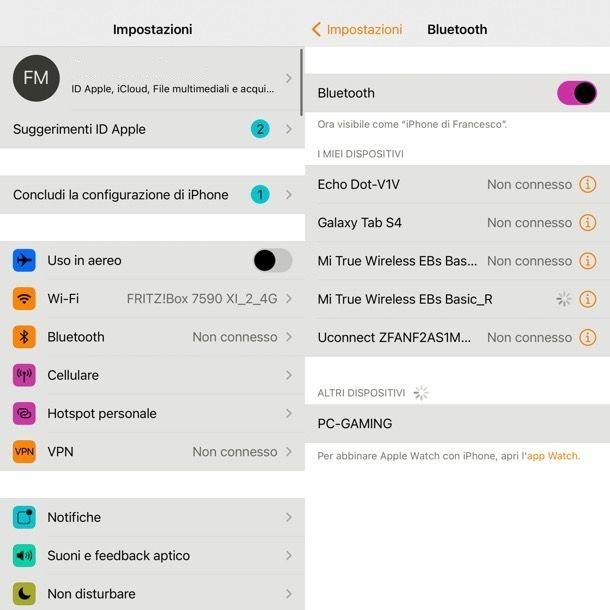 Impostazioni
FM
ID Apple, iCloud, File multimediali e acqui...
Suggerimenti ID Apple 2
Concludi la configurazione di iPhone 1
Uso in aereo
Wi-Fi FRITZ!Box 7590 XI_2_4G
Bluetooth Non connesso
Cellulare
Hotspot personale
VPN VPN Non connesso
Notifiche
Suoni e feedback aptico
Non disturbare
Impostazioni Bluetooth
Bluetooth
Ora visibile come “iPhone di Francesco”.
I MIEI DISPOSITIVI
Echo Dot-V1V Non connesso
Galaxy Tab S4 Non connesso
Mi True Wireless EBs Bas... Non connesso
Mi True Wireless EBs Basic_R
Uconnect ZFANF2AS1M... Non connesso
ALTRI DISPOSITIVI
PC-GAMING
Per abbinare Apple Watch con iPhone, apri l'app Watch.